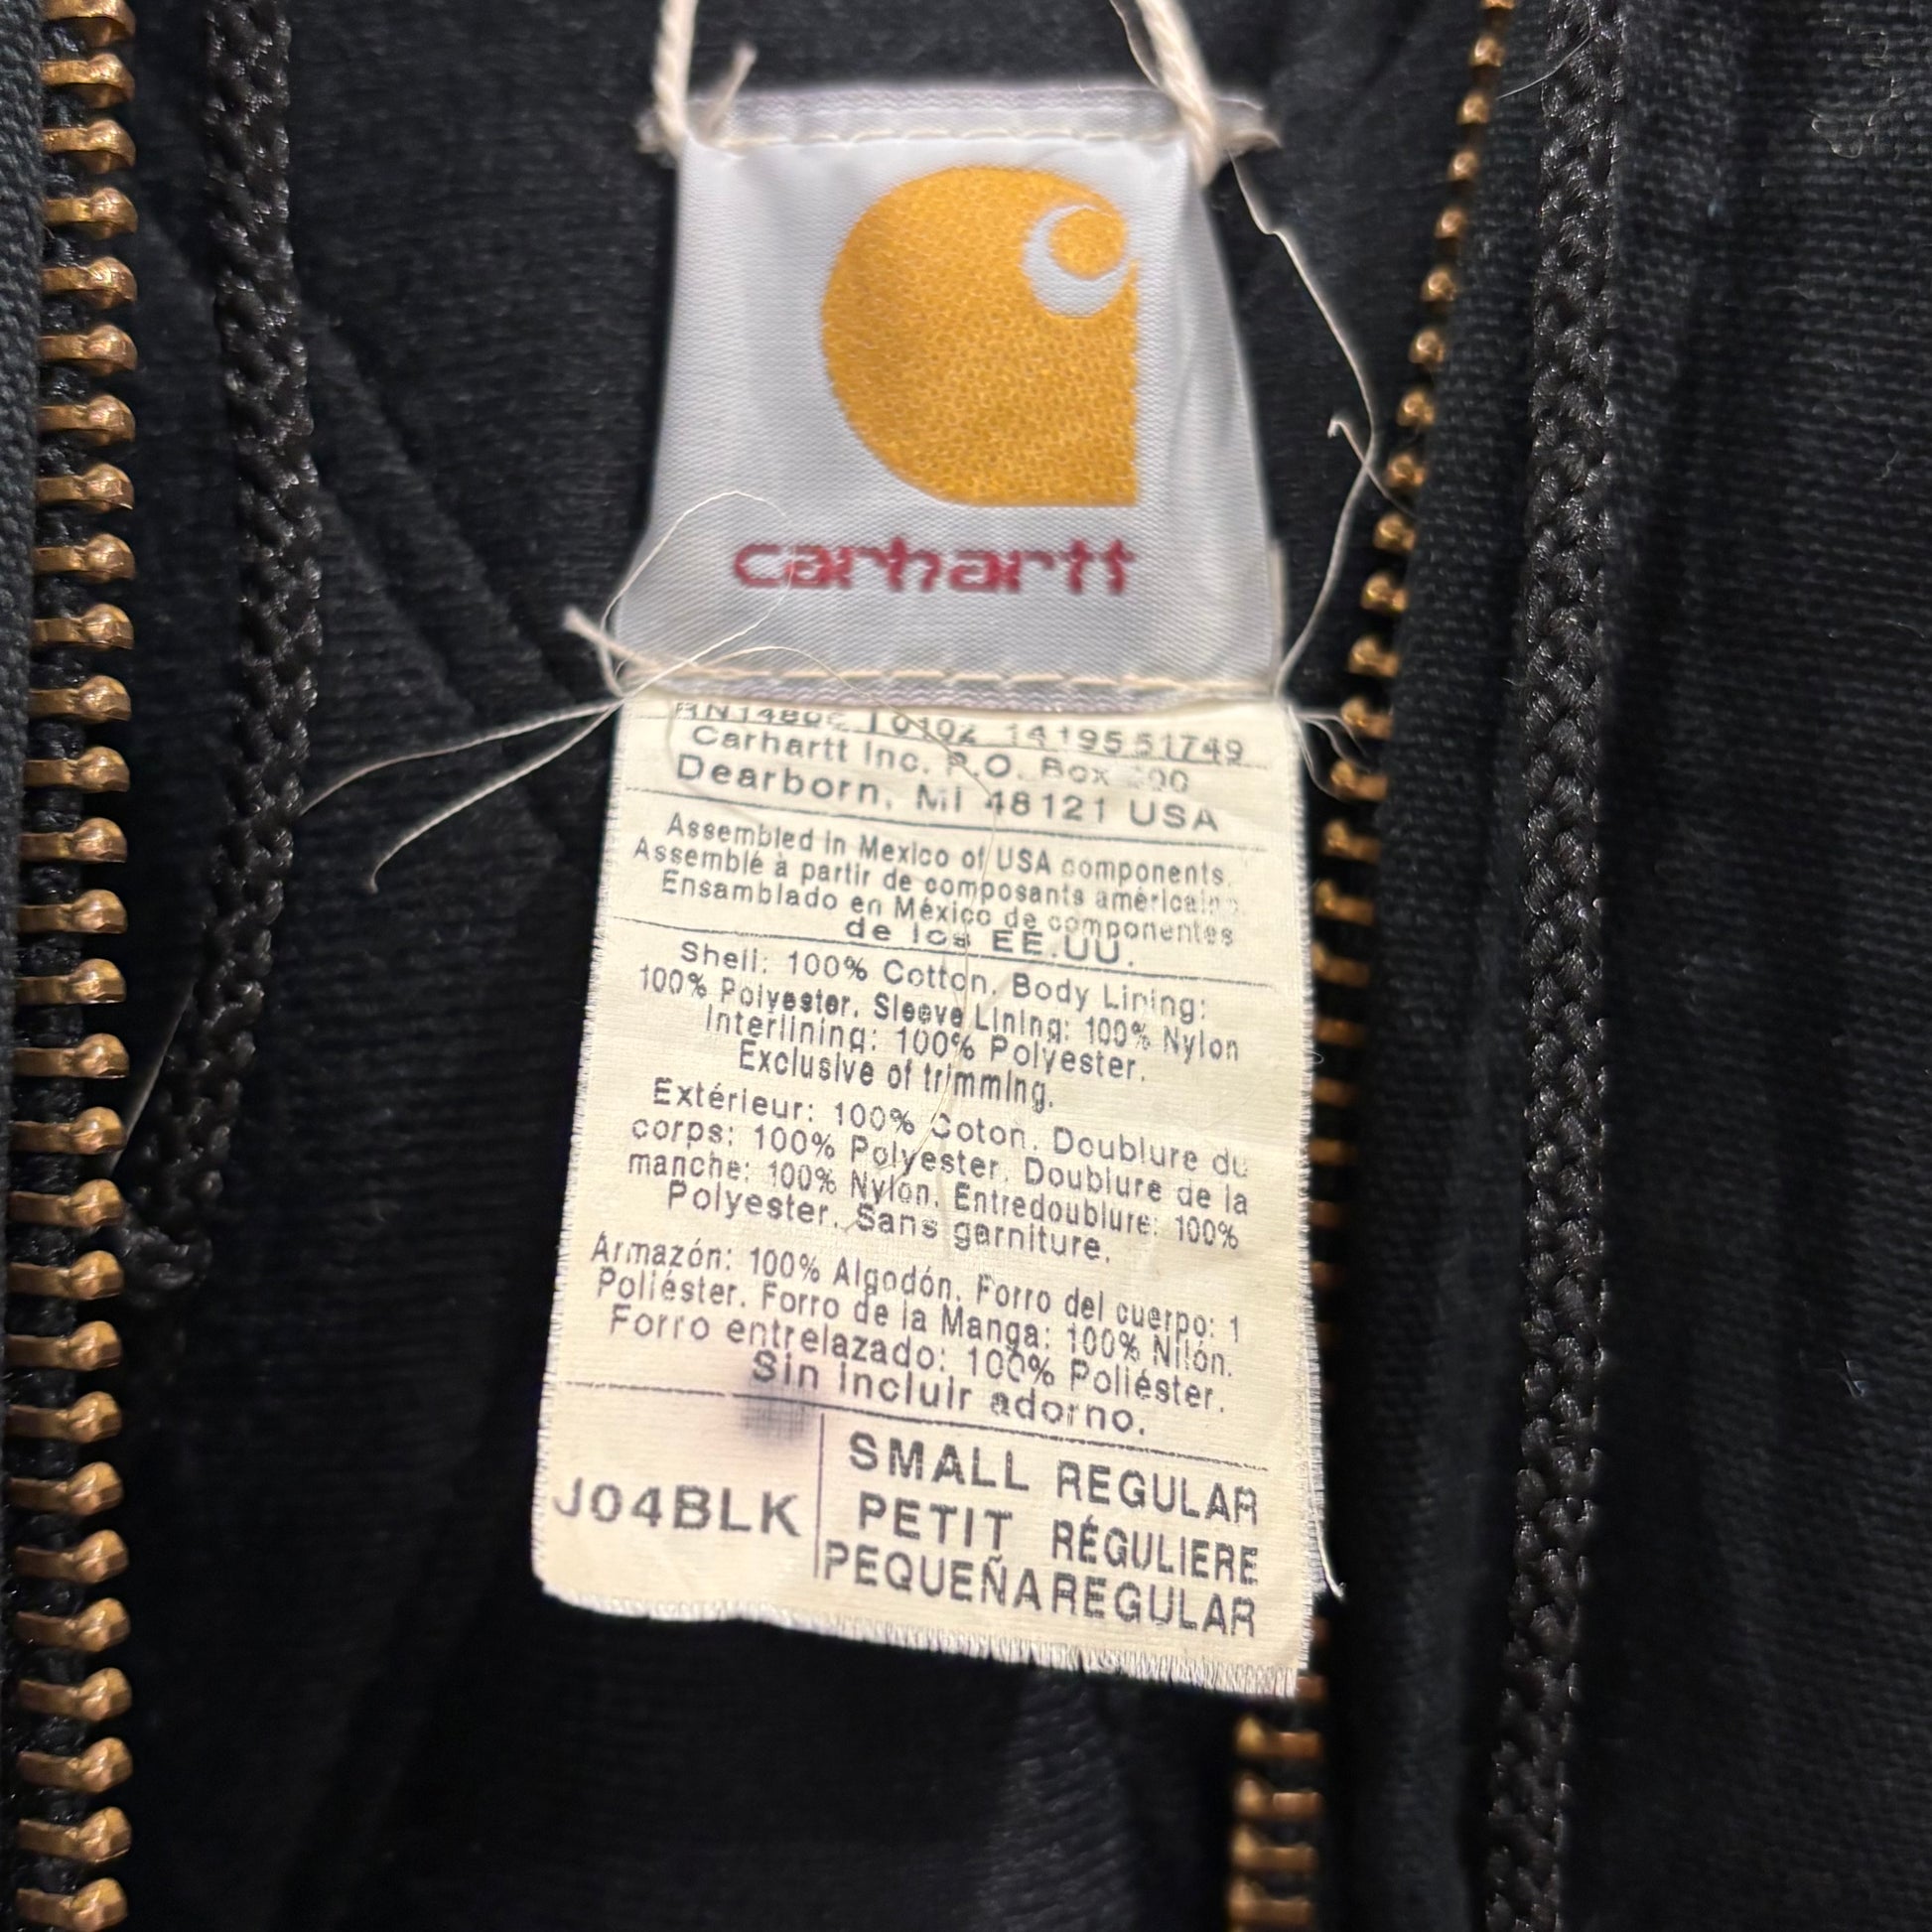 carhartt
RN14806 10102 14195 51749
Carhartt Inc. P.O. Box
Dearborn, MI 48121 USA
Assembled in Mexico of USA components.
Assemblé à partir de composants américains.
Ensamblado en México de componentes
de los EE.UU.
Shell: 100% Cotton. Body Lining:
100% Polyester. Sleeve Lining: 100% Nylon
Interlining: 100% Polyester.
Exclusive of trimming.
Extérieur: 100% Coton. Doublure du
corps: 100% Polyester. Doublure de la
manche: 100% Nylon. Entredoublure: 100%
Polyester. Sans garniture.
Armazón: 100% Algodón. Forro del cuerpo: 1
Poliéster. Forro de la Manga: 100% Nilón.
Forro entrelazado: 100% Poliéster.
Sin incluir adorno.
J04BLK
SMALL REGULAR
PETIT RÉGULIERE
PEQUEÑA REGULAR